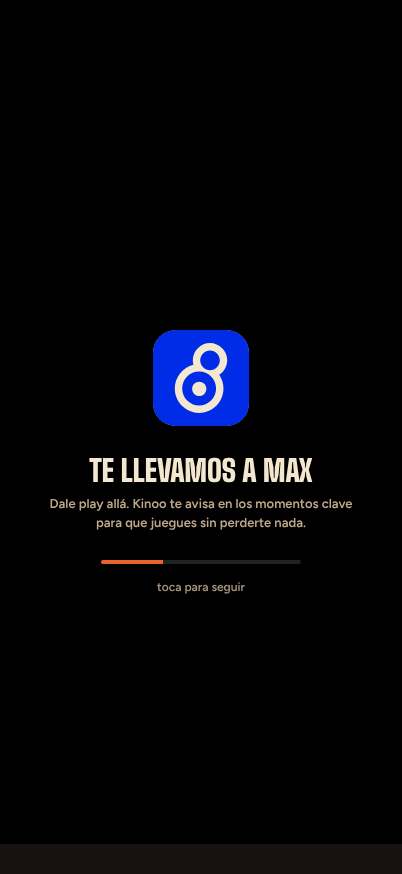 TE LLEVAMOS A MAX
Dale play allá. Kinoo te avisa en los momentos clave
para que juegues sin perderte nada.
toca para seguir